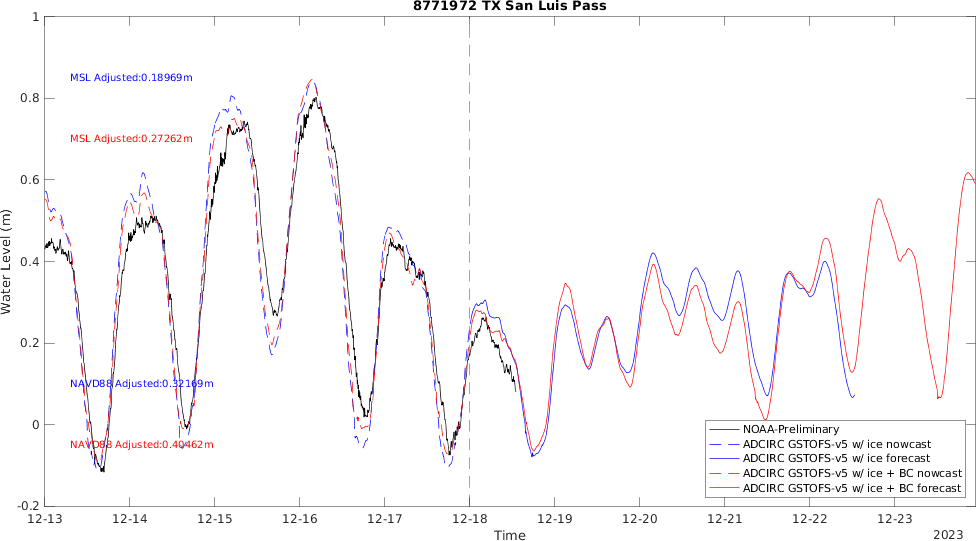 8771972 TX San Luis Pass
1
0.8
0.6
0.4
0.2
0
-0.2
Water Level (m)
MSL Adjusted:0.18969m
MSL Adjusted:0.27262m
NAVD88 Adjusted:0.32169m
NAVD88 Adjusted:0.40462m
NOAA-Preliminary
ADCIRC GSTOFS-v5 w/ ice nowcast
ADCIRC GSTOFS-v5 w/ ice forecast
ADCIRC GSTOFS-v5 w/ ice + BC nowcast
ADCIRC GSTOFS-v5 w/ ice + BC forecast
12-13 12-14 12-15 12-16 12-17 12-18 12-19 12-20 12-21 12-22 12-23
Time
2023